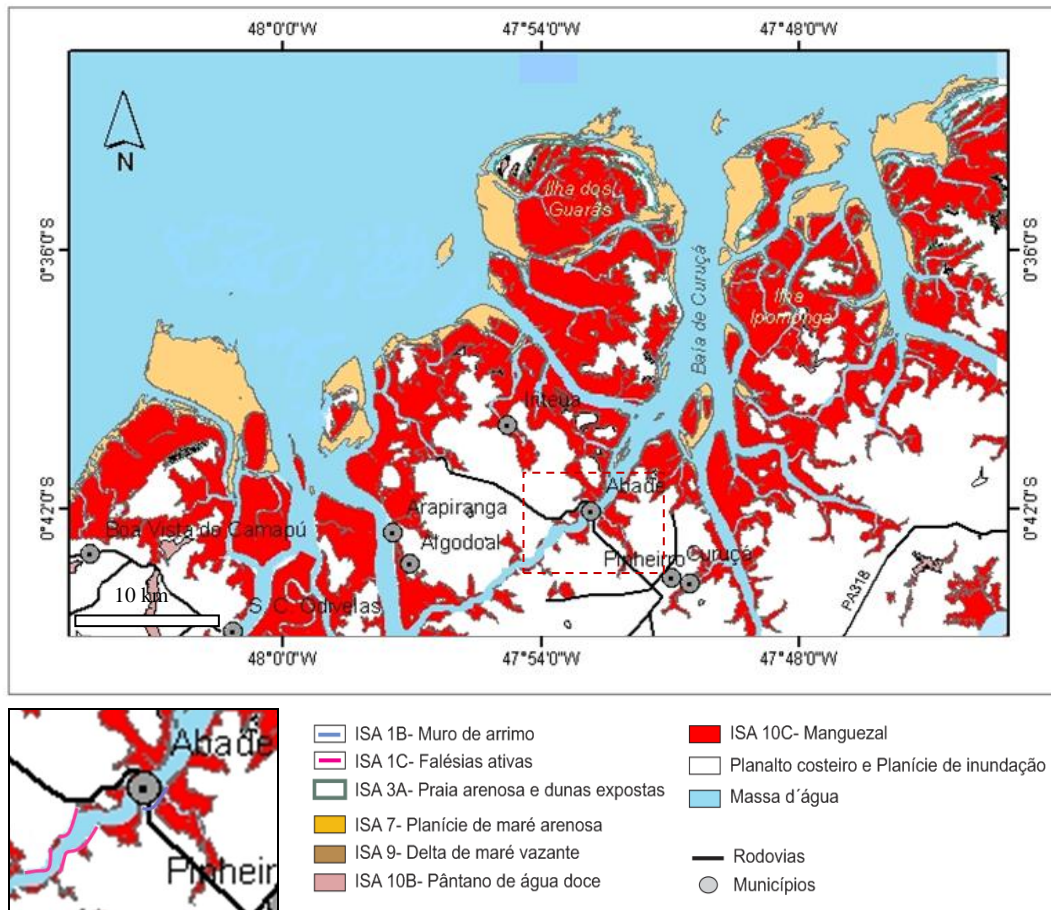 48°0'0"W 47°54'0"W 47°48'0"W
N
Ilha dos
Guarás
0°36'0"S
0°36'0"S
Baía de Curuçá
Ilha
Ipomonga
Iriteua
Abade
0°42'0"S
0°42'0"S
Arapiranga
Boa Vista da Camapú
Algodoal
Pinheiro
Curuçá
PA318
10 km
S. C. Odivelas
48°0'0"W 47°54'0"W 47°48'0"W
Abade
Pinheir
ISA 1B- Muro de arrimo
ISA 1C- Falésias ativas
ISA 3A- Praia arenosa e dunas expostas
ISA 7- Planície de maré arenosa
ISA 9- Delta de maré vazante
ISA 10B- Pântano de água doce
ISA 10C- Manguezal
Planalto costeiro e Planície de inundação
Massa d´água
Rodovias
Municípios